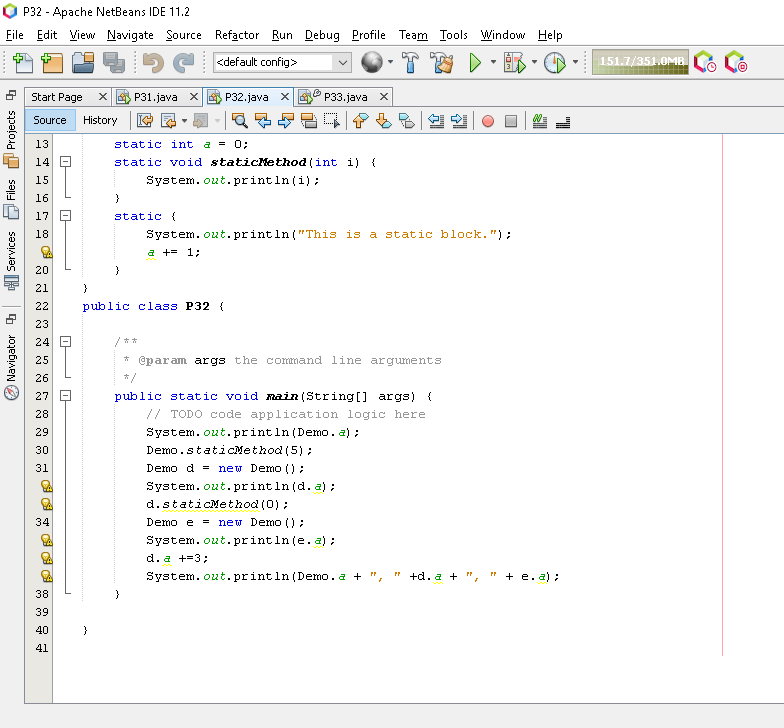 P32 - Apache NetBeans IDE 11.2
File Edit View Navigate Source Refactor Run Debug Profile Team Tools Window Help
<default config> 151.7/351.0MB
Start Page P31.java P32.java P33.java
Source History
Projects
Files
Services
Navigator
13 static int a = 0;
14 static void staticMethod(int i) {
15 System.out.println(i);
16 }
17 static {
18 System.out.println("This is a static block.");
a += 1;
20 }
21 }
22 public class P32 {
23
24 /**
25 * @param args the command line arguments
26 */
27 public static void main(String[] args) {
28 // TODO code application logic here
29 System.out.println(Demo.a);
30 Demo.staticMethod(5);
31 Demo d = new Demo();
System.out.println(d.a);
d.staticMethod(0);
34 Demo e = new Demo();
System.out.println(e.a);
d.a +=3;
System.out.println(Demo.a + ", " +d.a + ", " + e.a);
38 }
39
40 }
41